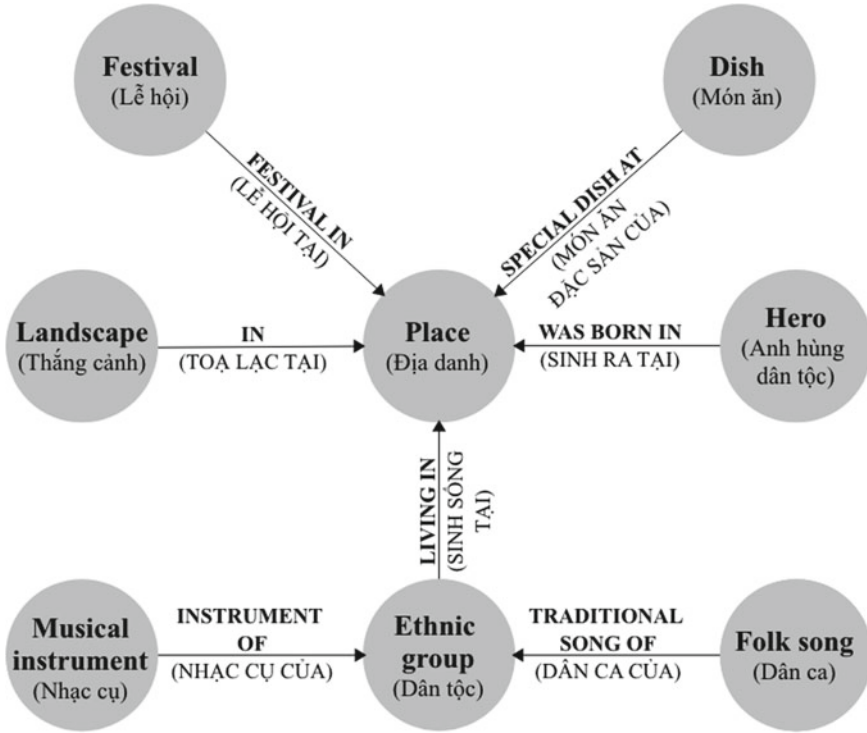 Festival
(Lễ hội)
Dish
(Món ăn)
FESTIVAL IN
(LỄ HỘI TẠI)
SPECIAL DISH AT
(MÓN ĂN
ĐẶC SẢN CỦA)
Landscape
(Thắng cảnh)
IN
(TOẠ LẠC TẠI)
Place
(Địa danh)
WAS BORN IN
(SINH RA TẠI)
Hero
(Anh hùng
dân tộc)
LIVING IN
(SINH SỐNG
TẠI)
Musical
instrument
(Nhạc cụ)
INSTRUMENT
OF
(NHẠC CỤ CỦA)
Ethnic
group
(Dân tộc)
TRADITIONAL
SONG OF
(DÂN CA CỦA)
Folk song
(Dân ca)